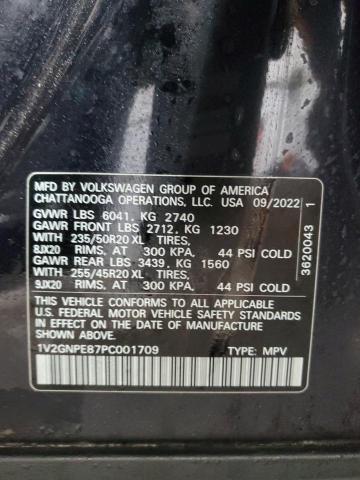 MFD. BY VOLKSWAGEN GROUP OF AMERICA
CHATTANOOGA OPERATIONS, LLC. USA 09/2022
GVWR LBS 6041, KG 2740
GAWR FRONT LBS 2712, KG 1230
WITH 235/50R20 XL TIRES,
8JX20 RIMS AT 300 KPA, 44 PSI COLD
GAWR REAR LBS 3439, KG 1560
WITH 255/45R20 XL TIRES,
9JX20 RIMS AT 300 KPA, 44 PSI COLD
THIS VEHICLE CONFORMS TO ALL APPLICABLE
U.S. FEDERAL MOTOR VEHICLE SAFETY STANDARDS
IN EFFECT ON THE DATE OF MANUFACTURE SHOWN
ABOVE.
1V2GNPE87PC001709 TYPE: MPV
3620043 1